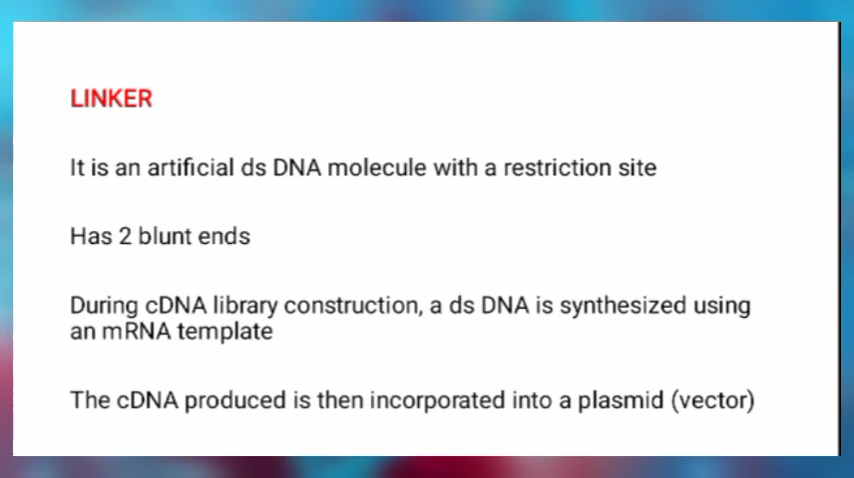 LINKER
It is an artificial ds DNA molecule with a restriction site
Has 2 blunt ends
During cDNA library construction, a ds DNA is synthesized using
an mRNA template
The cDNA produced is then incorporated into a plasmid (vector)